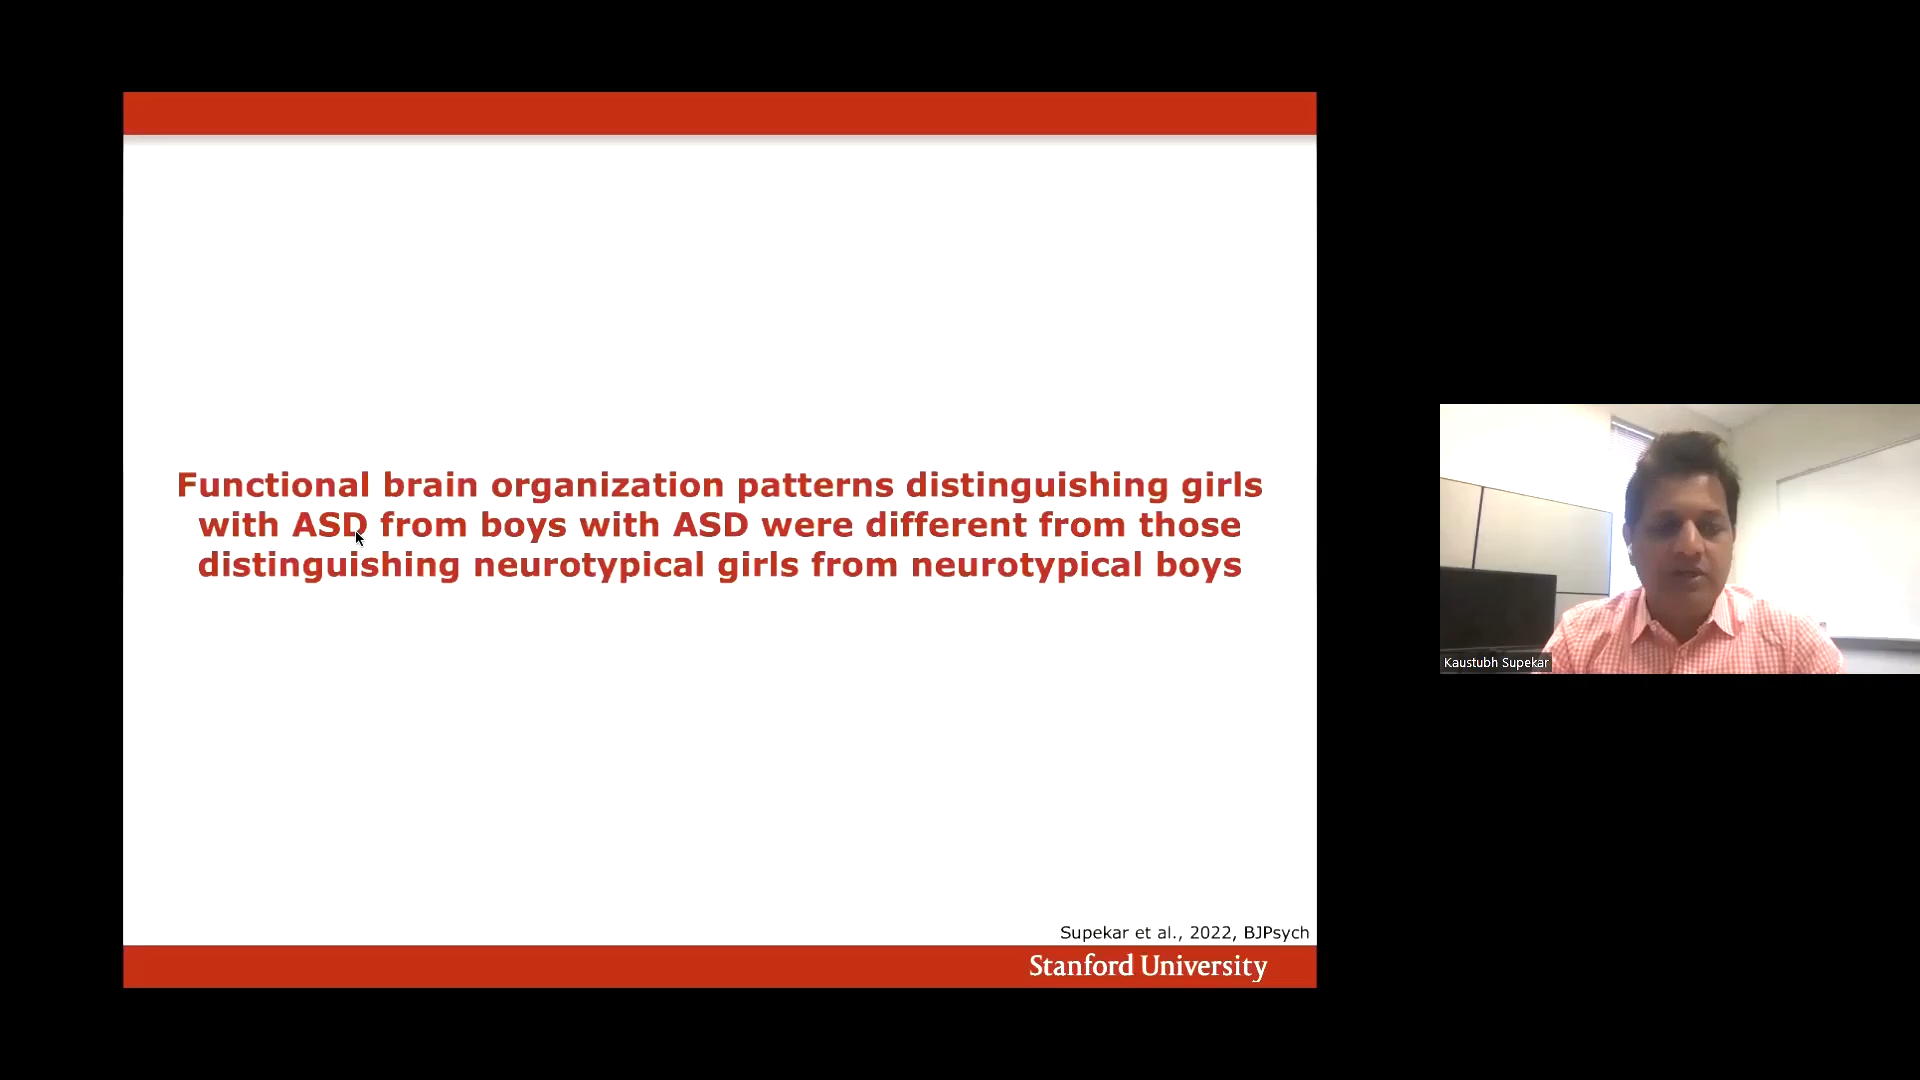 Functional brain organization patterns distinguishing girls
with ASD from boys with ASD were different from those
distinguishing neurotypical girls from neurotypical boys
Supekar et al., 2022, BJPsych
Stanford University
Kaustubh Supekar